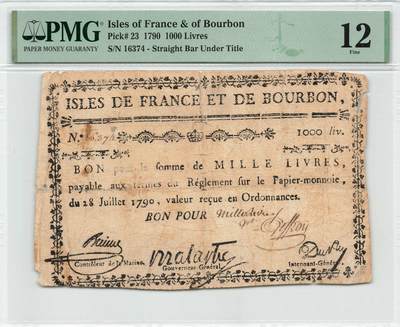 PMG
PAPER MONEY GUARANTY
Isles of France & of Bourbon
Pick# 23 1790 1000 Livres
S/N 16374 - Straight Bar Under Title
12
Fine
ISLES DE FRANCE ET DE BOURBON,
N.° 16374
1000 liv.
BON pour la somme de MILLE LIVRES,
payable aux termes du Réglement sur le Papier-monnoie,
du 28 Juillet 1790, valeur reçue en Ordonnances.
BON POUR Mille livres
Contrôleur de la Marine.
Gouverneur Général.
Intendant-Général